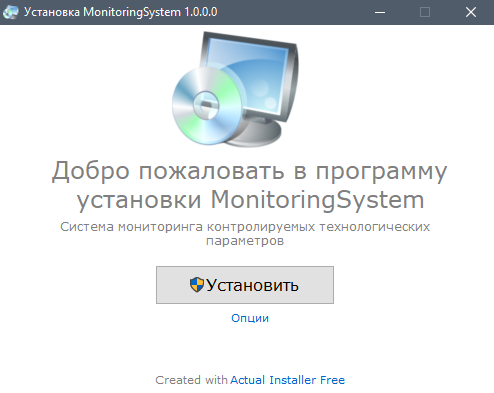 Установка MonitoringSystem 1.0.0.0
Добро пожаловать в программу
установки MonitoringSystem
Система мониторинга контролируемых технологических
параметров
Установить
Опции
Created with Actual Installer Free